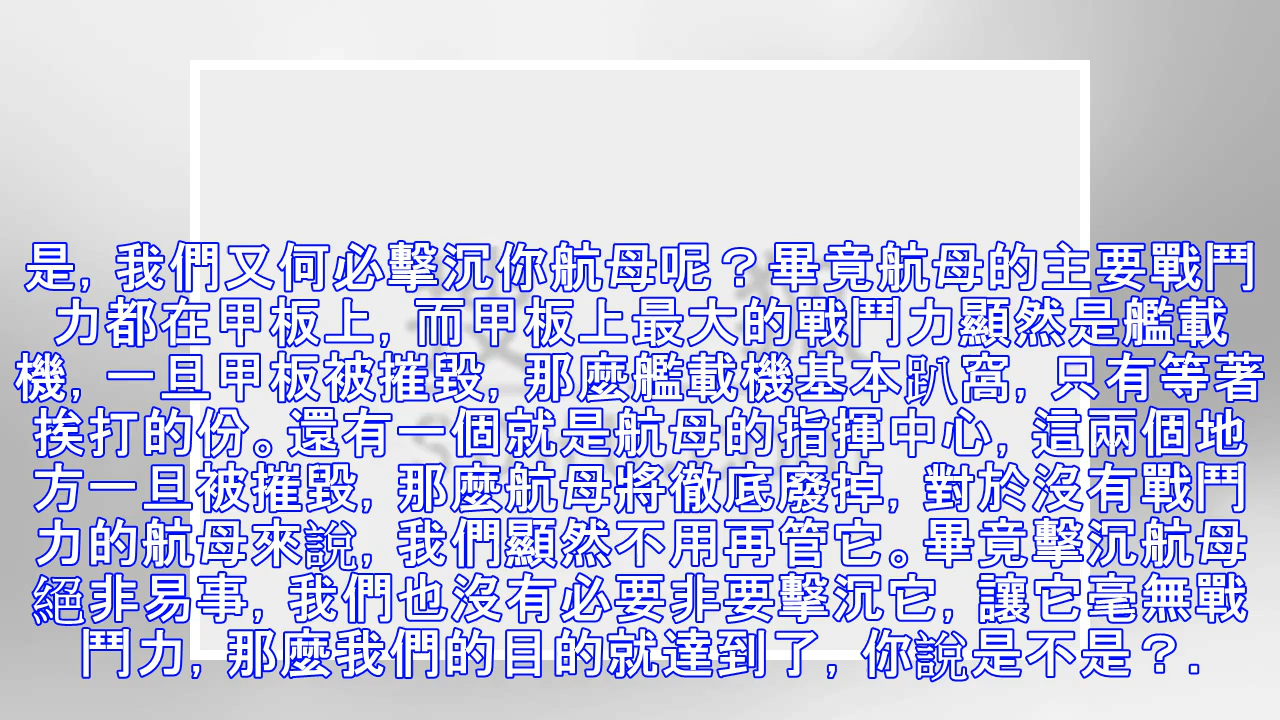 是, 我們又何必擊沉你航母呢？畢竟航母的主要戰鬥
力都在甲板上, 而甲板上最大的戰鬥力顯然是艦載
機, 一旦甲板被摧毀, 那麼艦載機基本趴窩, 只有等著
挨打的份。還有一個就是航母的指揮中心, 這兩個地
方一旦被摧毀, 那麼航母將徹底廢掉, 對於沒有戰鬥
力的航母來說, 我們顯然不用再管它。畢竟擊沉航母
絕非易事, 我們也沒有必要非要擊沉它, 讓它毫無戰
鬥力, 那麼我們的目的就達到了, 你說是不是？.